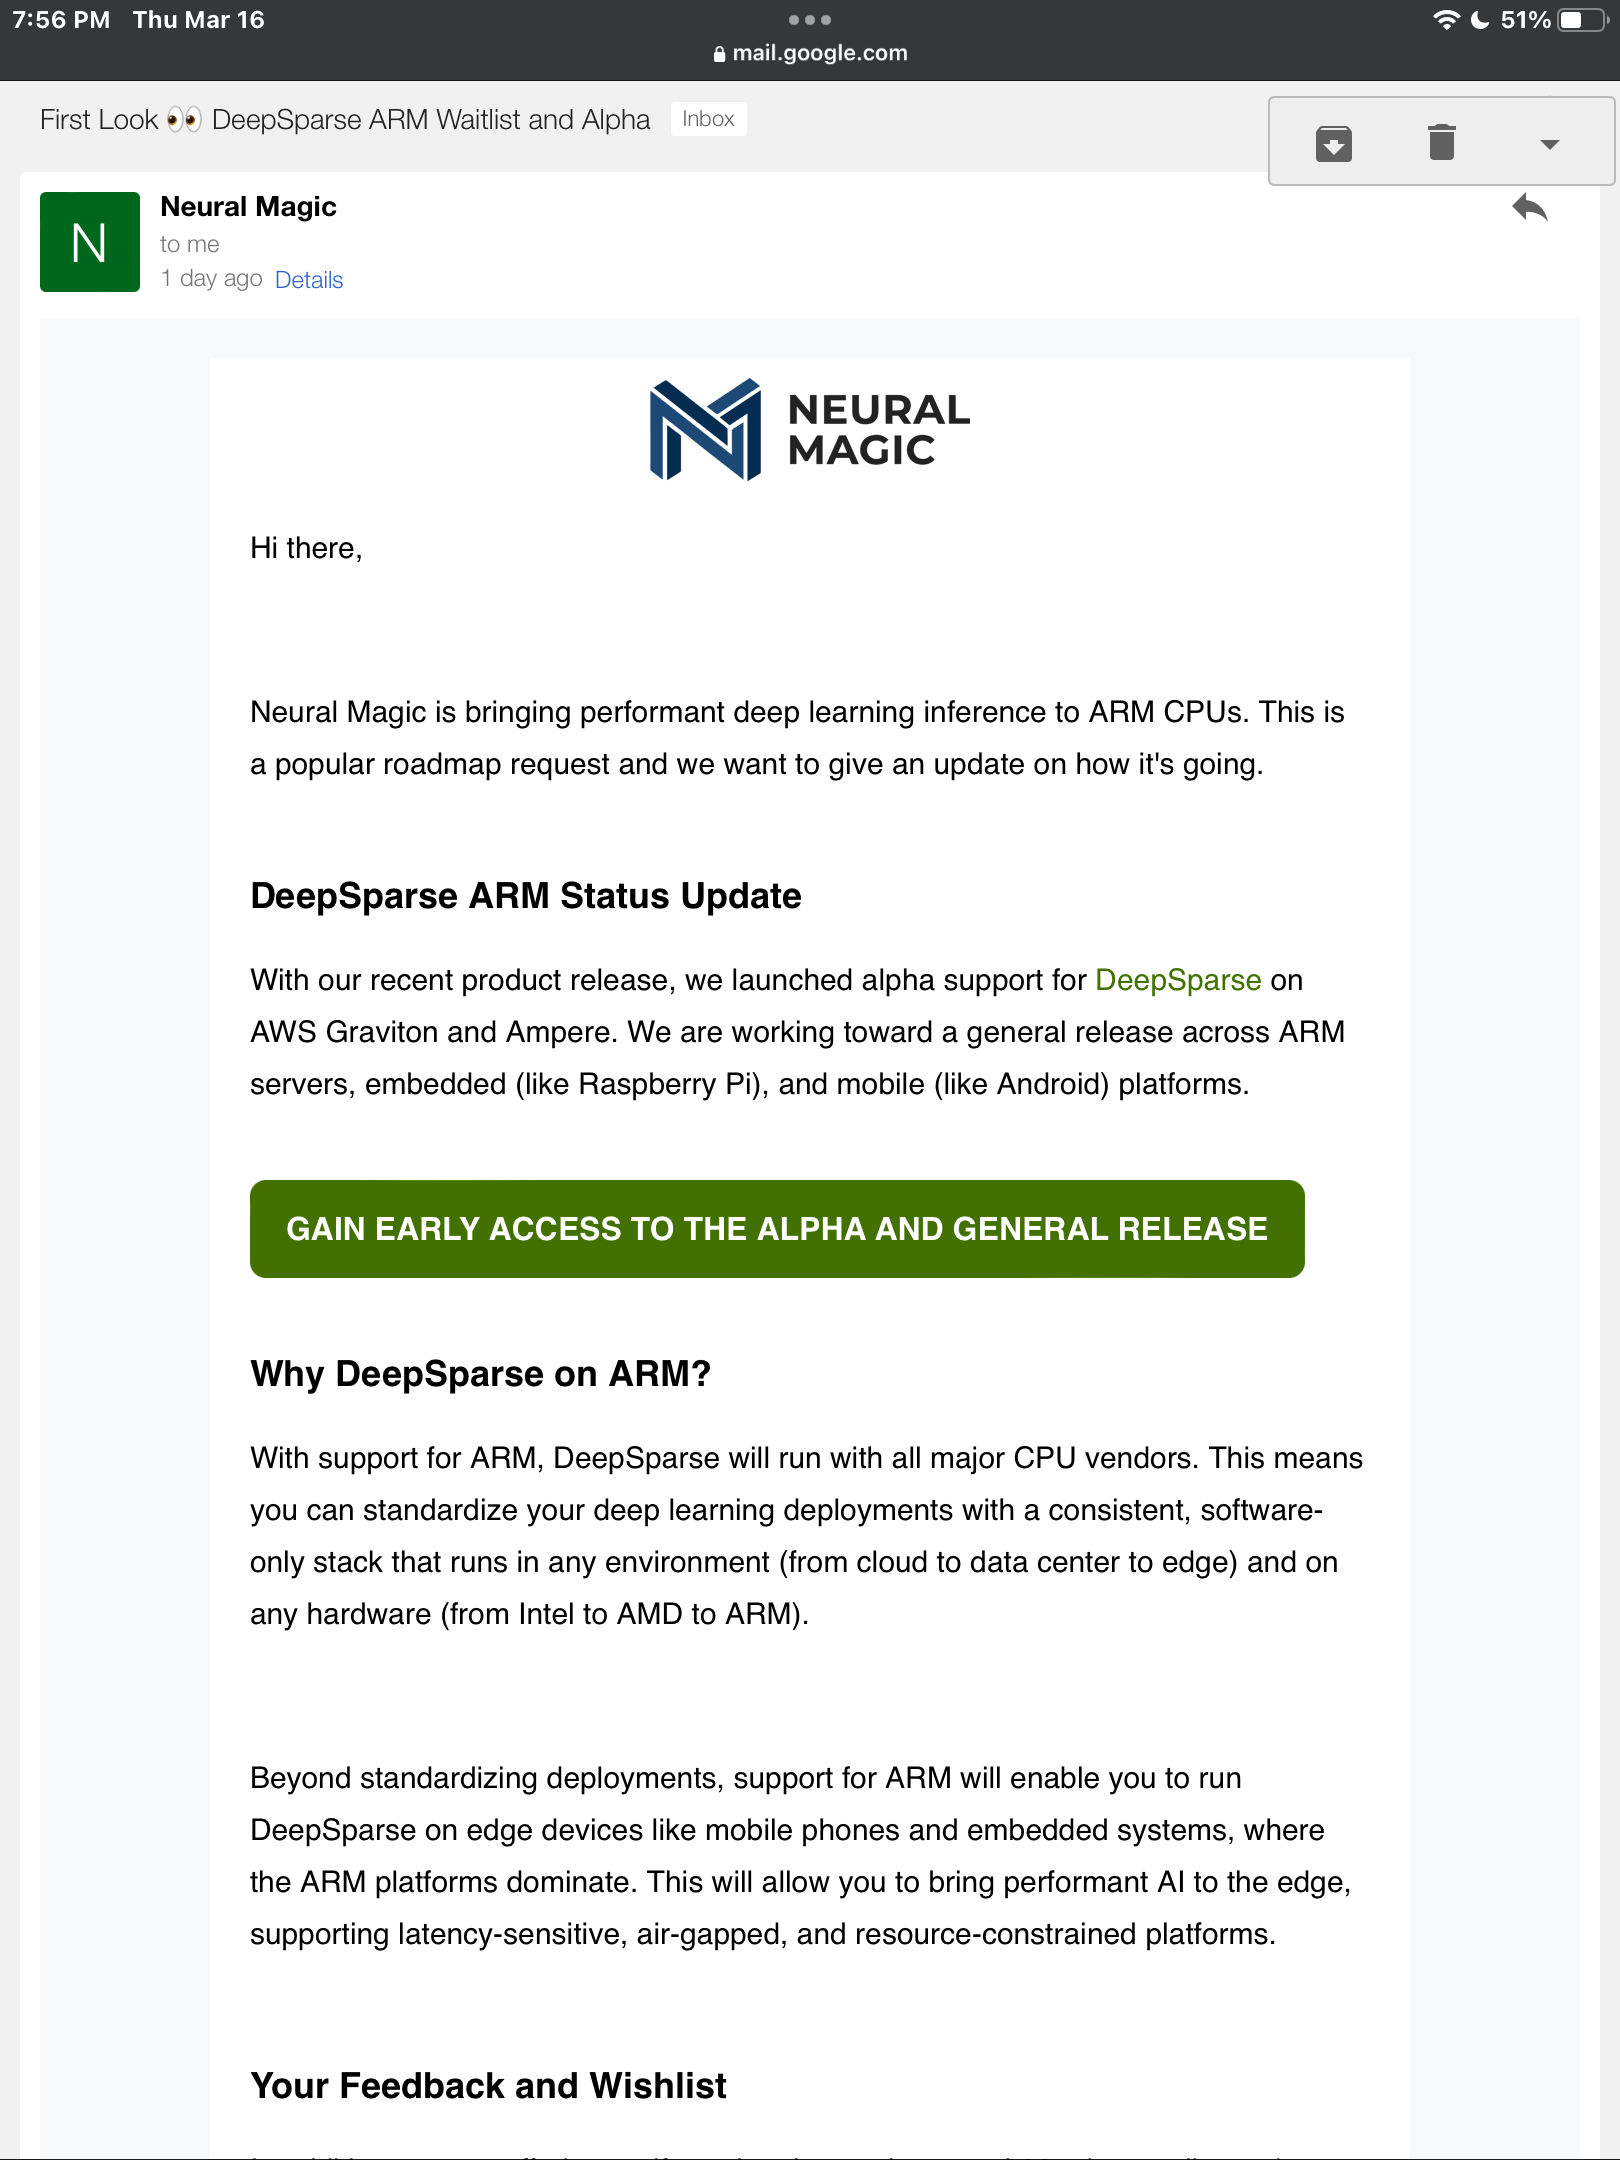 7:56 PM Thu Mar 16
51%
mail.google.com
First Look 👀 DeepSparse ARM Waitlist and Alpha Inbox
N
Neural Magic
to me
1 day ago Details
NEURAL
MAGIC
Hi there,
Neural Magic is bringing performant deep learning inference to ARM CPUs. This is
a popular roadmap request and we want to give an update on how it's going.
DeepSparse ARM Status Update
With our recent product release, we launched alpha support for DeepSparse on
AWS Graviton and Ampere. We are working toward a general release across ARM
servers, embedded (like Raspberry Pi), and mobile (like Android) platforms.
GAIN EARLY ACCESS TO THE ALPHA AND GENERAL RELEASE
Why DeepSparse on ARM?
With support for ARM, DeepSparse will run with all major CPU vendors. This means
you can standardize your deep learning deployments with a consistent, software-
only stack that runs in any environment (from cloud to data center to edge) and on
any hardware (from Intel to AMD to ARM).
Beyond standardizing deployments, support for ARM will enable you to run
DeepSparse on edge devices like mobile phones and embedded systems, where
the ARM platforms dominate. This will allow you to bring performant AI to the edge,
supporting latency-sensitive, air-gapped, and resource-constrained platforms.
Your Feedback and Wishlist